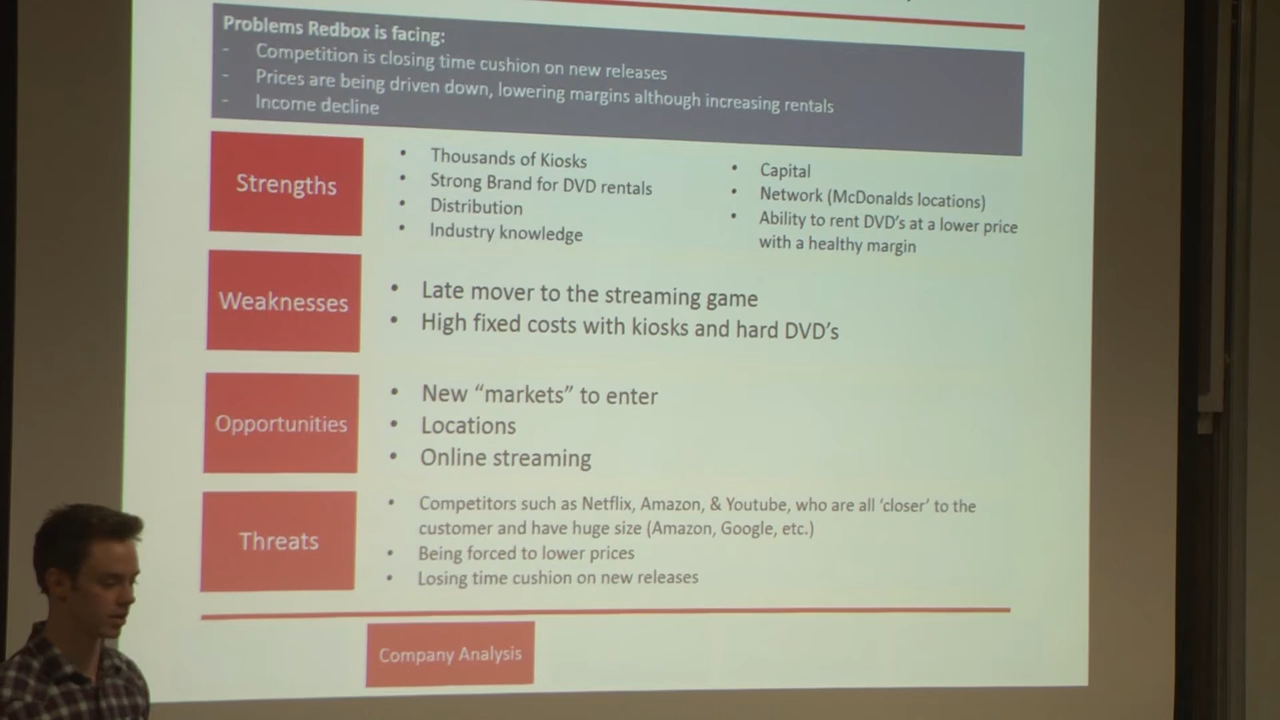 Problems Redbox is facing:
- Competition is closing time cushion on new releases
- Prices are being driven down, lowering margins although increasing rentals
- Income decline
Strengths
• Thousands of Kiosks
• Strong Brand for DVD rentals
• Distribution
• Industry knowledge
• Capital
• Network (McDonalds locations)
• Ability to rent DVD's at a lower price
with a healthy margin
Weaknesses
• Late mover to the streaming game
• High fixed costs with kiosks and hard DVD's
Opportunities
• New “markets” to enter
• Locations
• Online streaming
Threats
• Competitors such as Netflix, Amazon, & Youtube, who are all ‘closer’ to the
customer and have huge size (Amazon, Google, etc.)
• Being forced to lower prices
• Losing time cushion on new releases
Company Analysis